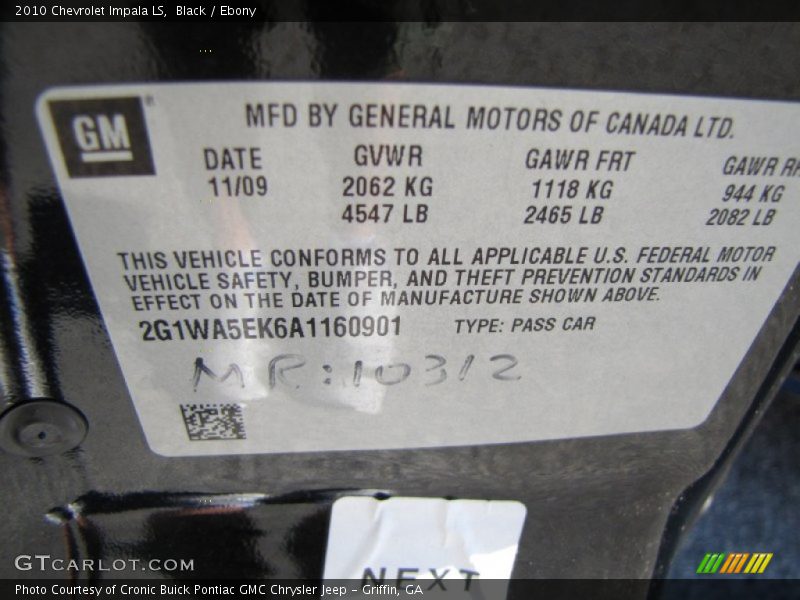 2010 Chevrolet Impala LS, Black / Ebony
GM
MFD BY GENERAL MOTORS OF CANADA LTD.
DATE GVWR GAWR FRT GAWR
11/09 2062 KG 1118 KG 944 KG
4547 LB 2465 LB 2082 LB
THIS VEHICLE CONFORMS TO ALL APPLICABLE U.S. FEDERAL MOTOR
VEHICLE SAFETY, BUMPER, AND THEFT PREVENTION STANDARDS IN
EFFECT ON THE DATE OF MANUFACTURE SHOWN ABOVE.
2G1WA5EK6A1160901 TYPE: PASS CAR
MR:10312
NEXT
GTCARLOT.COM
Photo Courtesy of Cronic Buick Pontiac GMC Chrysler Jeep - Griffin, GA